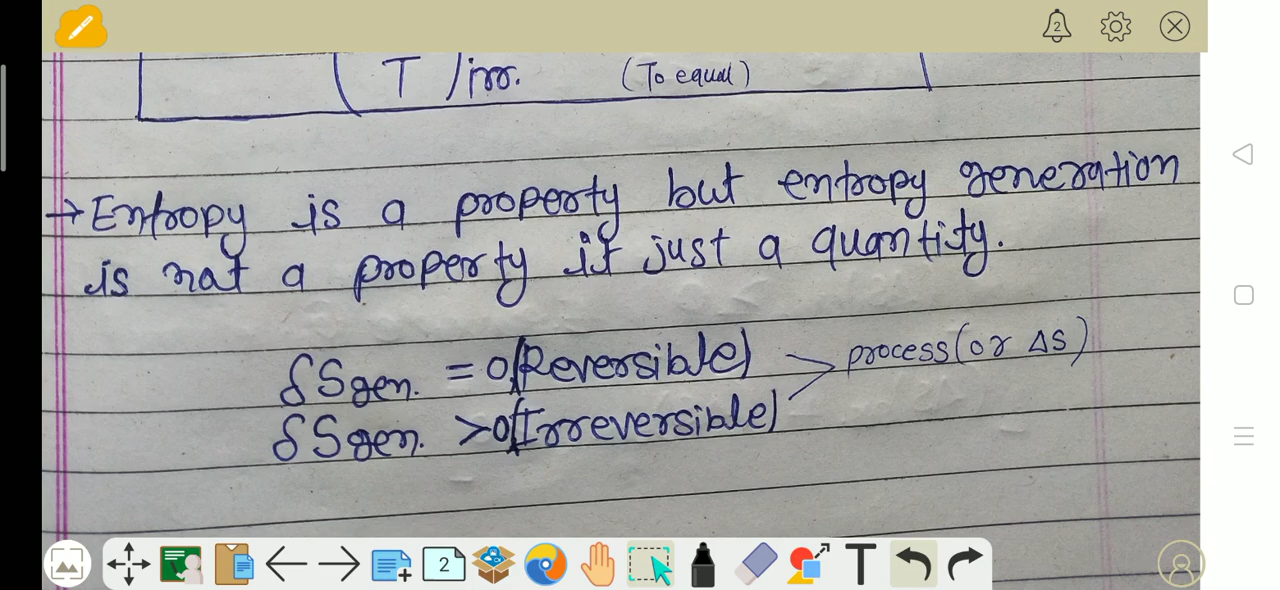 T /irr. (To equal)
→ Entropy is a property but entropy generation
is not a property it just a quantity.
δSgen. = 0 (Reversible)
process (or ΔS)
δSgen. >0 (Irreversible)
2
2
T